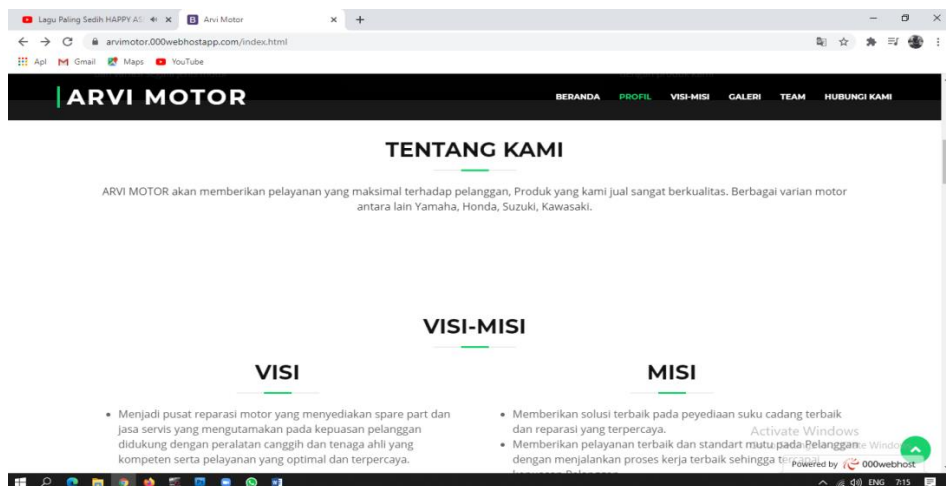 Lagu Paling Sedih HAPPY AS
Arvi Motor
arvimotor.000webhostapp.com/index.html
Apl Gmail Maps YouTube
ARVI MOTOR
BERANDA PROFIL VISI-MISI GALERI TEAM HUBUNGI KAMI
TENTANG KAMI
ARVI MOTOR akan memberikan pelayanan yang maksimal terhadap pelanggan, Produk yang kami jual sangat berkualitas. Berbagai varian motor
antara lain Yamaha, Honda, Suzuki, Kawasaki.
VISI-MISI
VISI
Menjadi pusat reparasi motor yang menyediakan spare part dan
jasa servis yang mengutamakan pada kepuasan pelanggan
didukung dengan peralatan canggih dan tenaga ahli yang
kompeten serta pelayanan yang optimal dan terpercaya.
MISI
Memberikan solusi terbaik pada peyediaan suku cadang terbaik
dan reparasi yang terpercaya.
Memberikan pelayanan terbaik dan standart mutu pada Pelanggan
dengan menjalankan proses kerja terbaik sehingga tercapai
kepuasan Pelanggan
Activate Windows
Powered by 000webhost
ENG 7:15